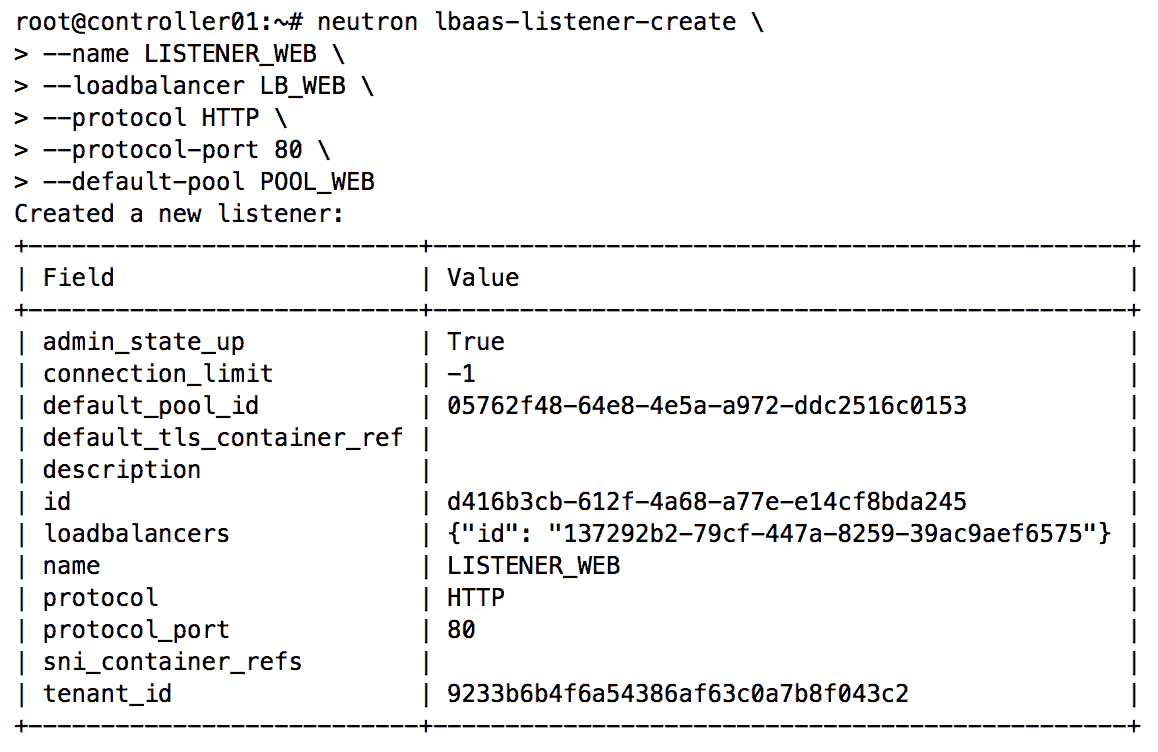 root@controller01:~# neutron lbaas-listener-create \
> --name LISTENER_WEB \
> --loadbalancer LB_WEB \
> --protocol HTTP \
> --protocol-port 80 \
> --default-pool POOL_WEB
Created a new listener:
+---------------------------+------------------------------------------------+
| Field                     | Value                                          |
+---------------------------+------------------------------------------------+
| admin_state_up            | True                                           |
| connection_limit          | -1                                             |
| default_pool_id           | 05762f48-64e8-4e5a-a972-ddc2516c0153           |
| default_tls_container_ref |                                                |
| description               |                                                |
| id                        | d416b3cb-612f-4a68-a77e-e14cf8bda245           |
| loadbalancers             | {"id": "137292b2-79cf-447a-8259-39ac9aef6575"} |
| name                      | LISTENER_WEB                                   |
| protocol                  | HTTP                                           |
| protocol_port             | 80                                             |
| sni_container_refs        |                                                |
| tenant_id                 | 9233b6b4f6a54386af63c0a7b8f043c2               |
+---------------------------+------------------------------------------------+